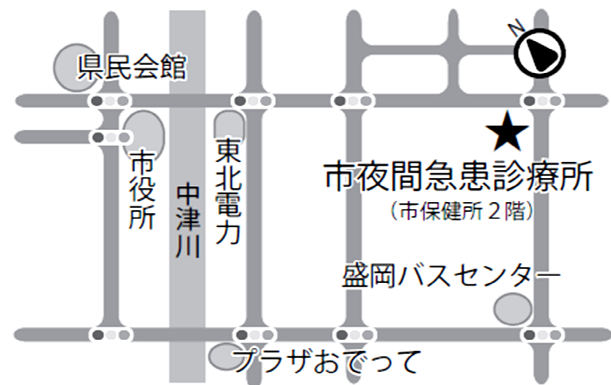 N
県民会館
市役所
中津川
東北電力
市夜間急患診療所
(市保健所2階)
盛岡バスセンター
プラザおでって